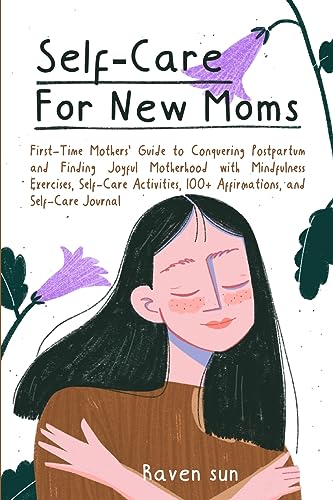 Self-Care
For New Moms
First-Time Mothers' Guide to Conquering Postpartum
and Finding Joyful Motherhood with Mindfulness
Exercises, Self-Care Activities, 100+ Affirmations, and
Self-Care Journal
Raven sun